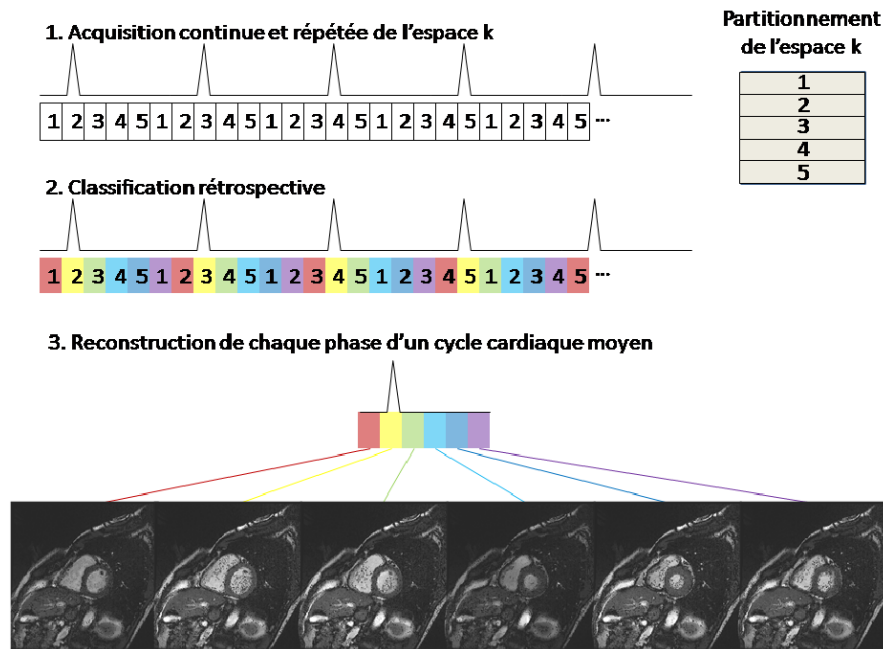 1. Acquisition continue et répétée de l'espace k
Partitionnement
de l'espace k
1
2
3
4
5
1 2 3 4 5 1 2 3 4 5 1 2 3 4 5 1 2 3 4 5 1 2 3 4 5 ...
2. Classification rétrospective
1 2 3 4 5 1 2 3 4 5 1 2 3 4 5 1 2 3 4 5 1 2 3 4 5 ...
3. Reconstruction de chaque phase d'un cycle cardiaque moyen